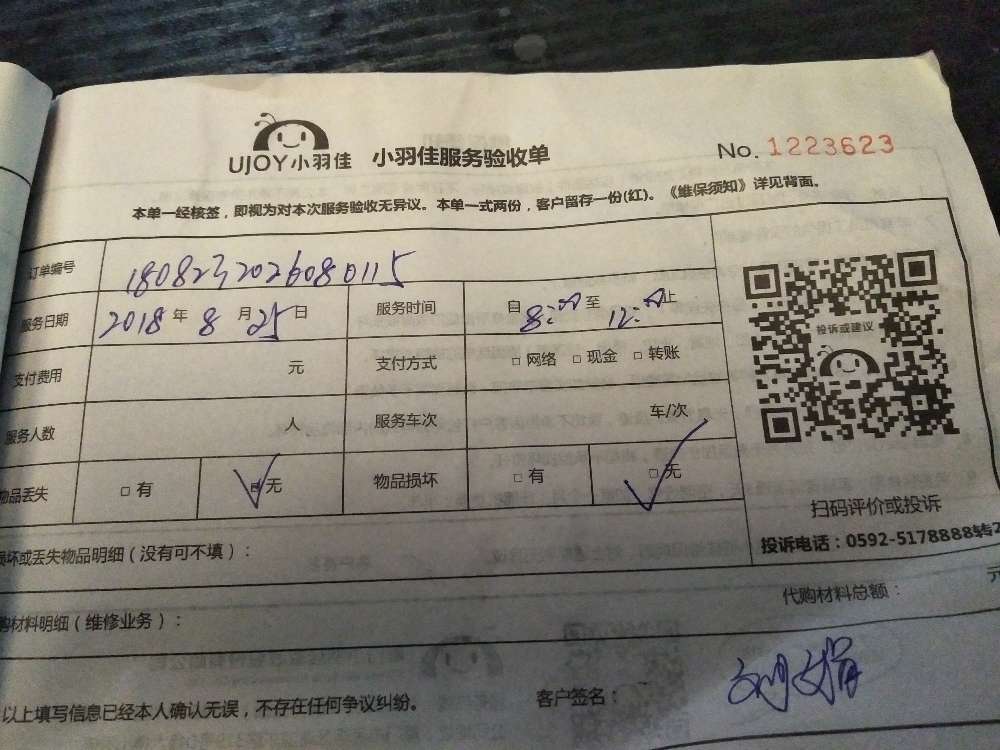 UJOY小羽佳 小羽佳服务验收单 No. 1223623
本单一经核签，即视为对本次服务验收无异议。本单一式两份，客户留存一份(红)。《维保须知》详见背面。
订单编号 1808232026080115
服务日期 2018 年 8 月 25 日 服务时间 自 8:00 至 12:00 止
支付费用 元 支付方式 □ 网络 □ 现金 □ 转账
服务人数 人 服务车次 车/次
物品丢失 □ 有 □ 无 物品损坏 □ 有 □ 无
投诉或建议
扫码评价或投诉
投诉电话：0592-5178888转2
损坏或丢失物品明细（没有可不填）：
购材料明细（维修业务）： 代购材料总额： 元
以上填写信息已经本人确认无误，不存在任何争议纠纷。 客户签名：